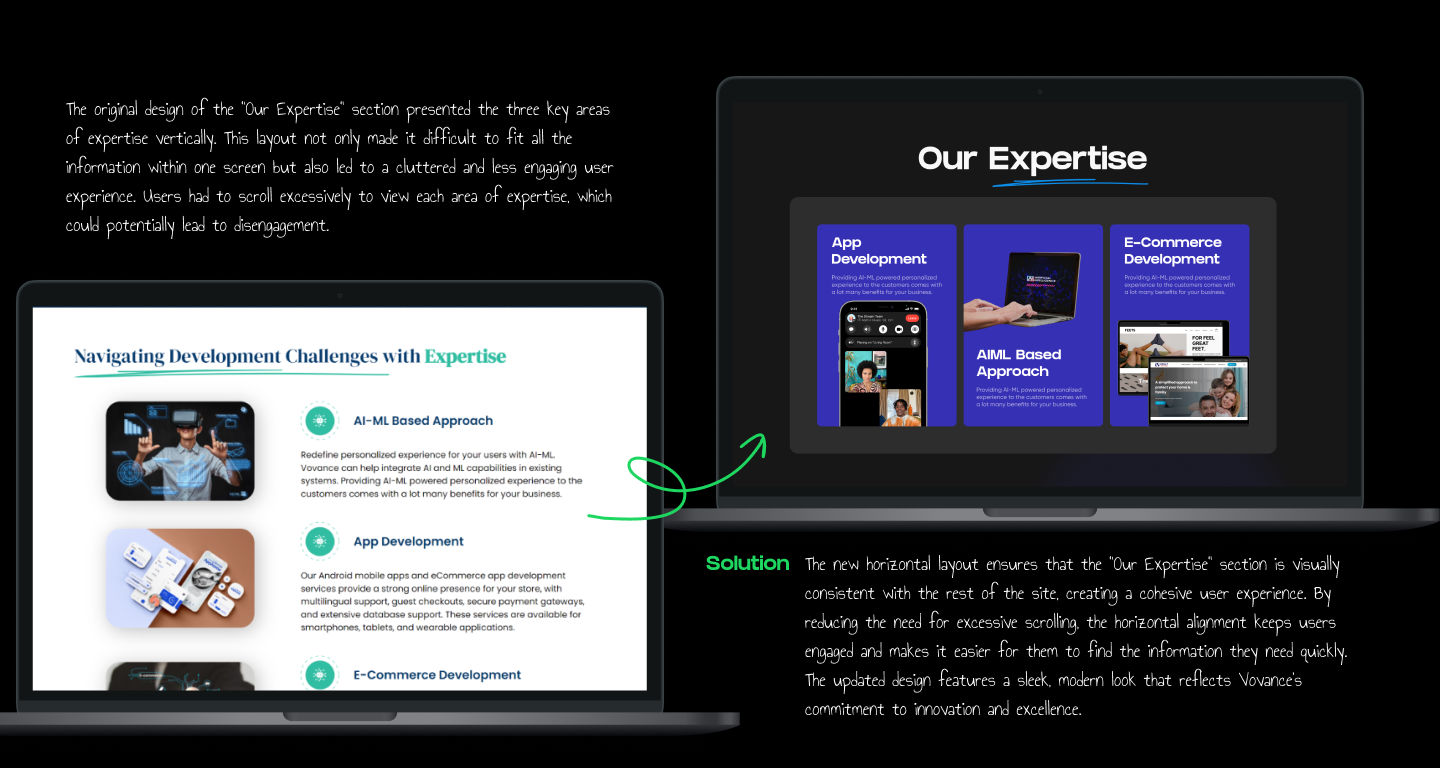 The original design of the "Our Expertise" section presented the three key areas
of expertise vertically. This layout not only made it difficult to fit all the
information within one screen but also led to a cluttered and less engaging user
experience. Users had to scroll excessively to view each area of expertise, which
could potentially lead to disengagement.
Navigating Development Challenges with Expertise
AI-ML Based Approach
Redefine personalized experience for your users with AI-ML.
Vovance can help integrate AI and ML capabilities in existing
systems. Providing AI-ML powered personalized experience to the
customers comes with a lot many benefits for your business.
App Development
Our Android mobile apps and eCommerce app development
services provide a strong online presence for your store, with
multilingual support, guest checkouts, secure payment gateways,
and extensive database support. These services are available for
smartphones, tablets, and wearable applications.
E-Commerce Development
Our Expertise
App
Development
Providing AI-ML powered personalized
experience to the customers comes with
a lot many benefits for your business.
AIML Based
Approach
Providing AI-ML powered personalized
experience to the customers comes with
a lot many benefits for your business.
E-Commerce
Development
Providing AI-ML powered personalized
experience to the customers comes with
a lot many benefits for your business.
FOR FEEL
GREAT
FEET.
A simplified approach to
protect your home &
family
Solution
The new horizontal layout ensures that the "Our Expertise" section is visually
consistent with the rest of the site, creating a cohesive user experience. By
reducing the need for excessive scrolling, the horizontal alignment keeps users
engaged and makes it easier for them to find the information they need quickly.
The updated design features a sleek, modern look that reflects Vovance's
commitment to innovation and excellence.